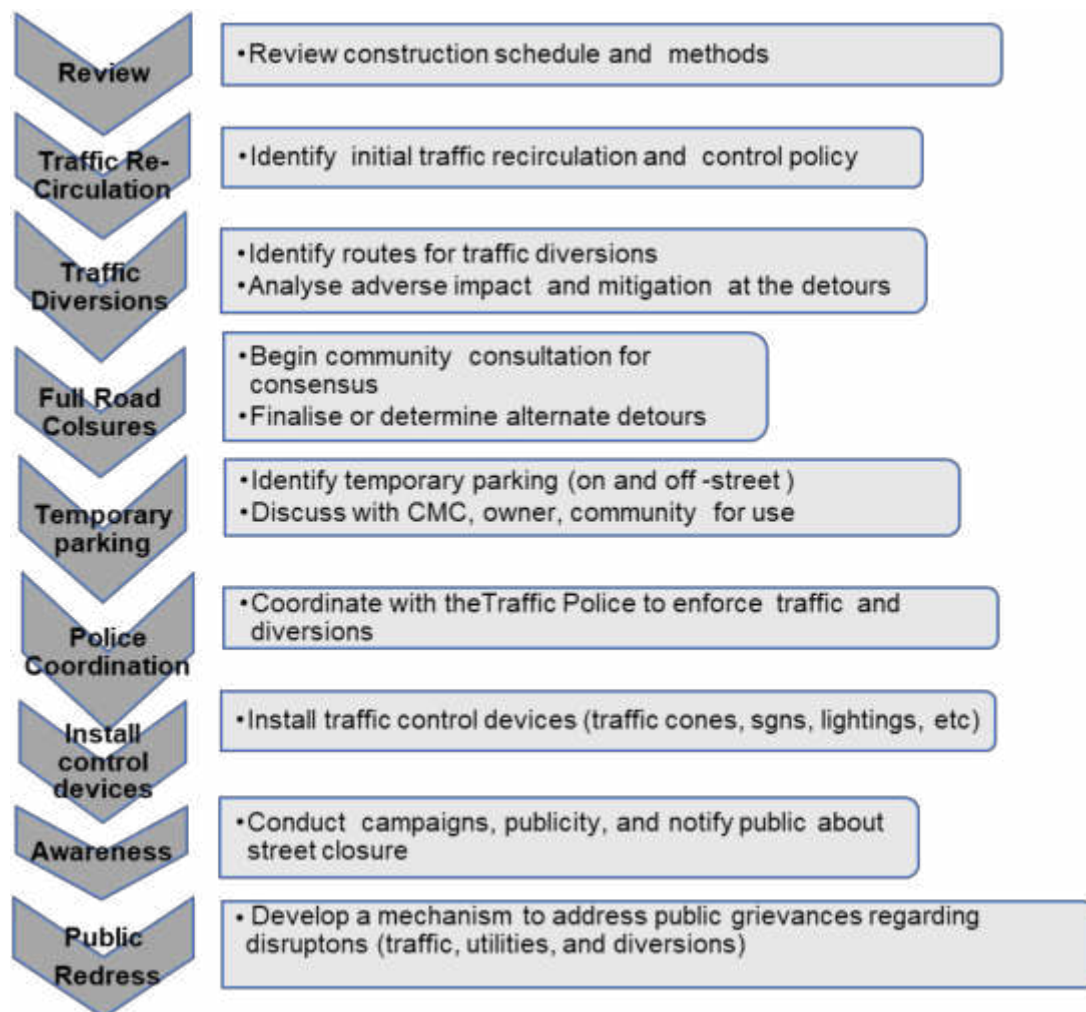 Review
•Review construction schedule and methods
Traffic Re-
Circulation
•Identify initial traffic recirculation and control policy
Traffic
Diversions
•Identify routes for traffic diversions
•Analyse adverse impact and mitigation at the detours
Full Road
Colsures
•Begin community consultation for
consensus
•Finalise or determine alternate detours
Temporary
parking
•Identify temporary parking (on and off -street )
•Discuss with CMC, owner, community for use
Police
Coordination
•Coordinate with theTraffic Police to enforce traffic and
diversions
Install
control
devices
•Install traffic control devices (traffic cones, sgns, lightings, etc)
Awareness
•Conduct campaigns, publicity, and notify public about
street closure
Public
Redress
• Develop a mechanism to address public grievances regarding
disruptons (traffic, utilities, and diversions)